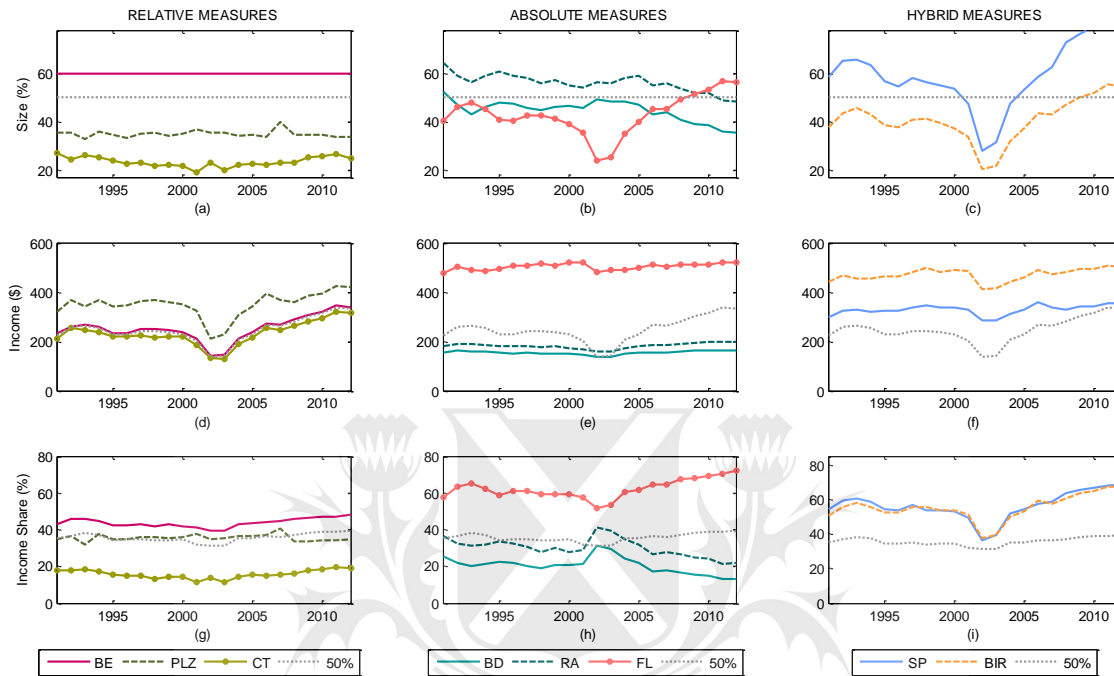 RELATIVE MEASURES
ABSOLUTE MEASURES
HYBRID MEASURES
Size (%)
60
40
20
1995 2000 2005 2010
(a)
60
40
20
1995 2000 2005 2010
(b)
60
40
20
1995 2000 2005 2010
(c)
Income ($)
600
400
200
0
1995 2000 2005 2010
(d)
600
400
200
0
1995 2000 2005 2010
(e)
600
400
200
0
1995 2000 2005 2010
(f)
Income Share (%)
80
60
40
20
0
1995 2000 2005 2010
(g)
80
60
40
20
0
1995 2000 2005 2010
(h)
80
60
40
20
0
1995 2000 2005 2010
(i)
BE PLZ CT 50%
BD RA FL 50%
SP BIR 50%